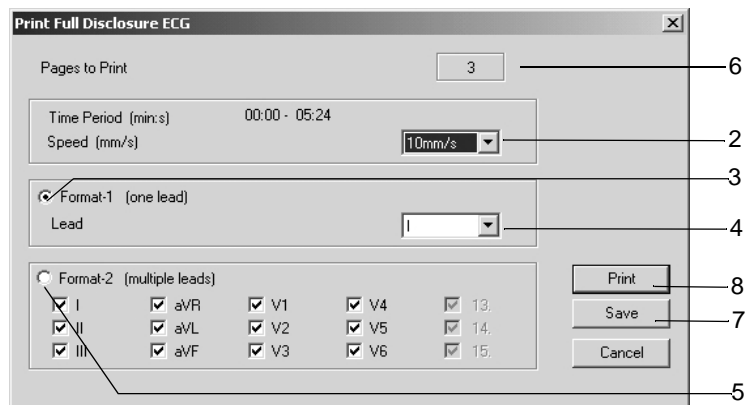 Print Full Disclosure ECG
Pages to Print 3 6
Time Period (min:s) 00:00 - 05:24
Speed (mm/s) 10mm/s 2
3
Format-1 (one lead)
Lead I 4
Format-2 (multiple leads)
I aVR V1 V4 13.
II aVL V2 V5 14.
III aVF V3 V6 15.
Print 8
Save 7
Cancel
5